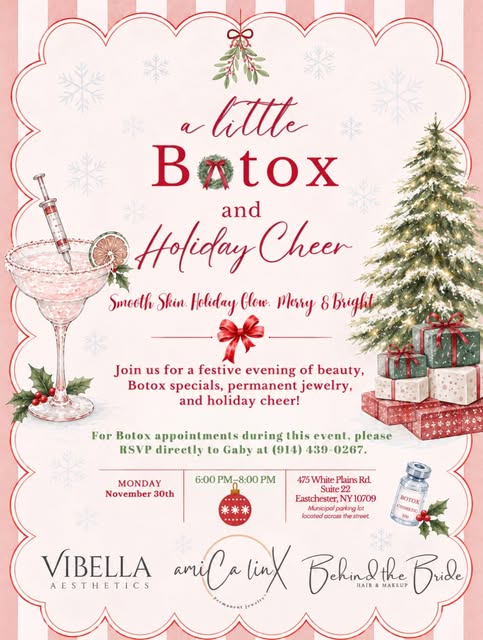 a little
Botox
and
Holiday Cheer
Smooth Skin. Holiday Glow. Merry & Bright
Join us for a festive evening of beauty,
Botox specials, permanent jewelry,
and holiday cheer!
For Botox appointments during this event, please
RSVP directly to Gaby at (914) 439-0267.
MONDAY
November 30th
6:00 PM–8:00 PM
475 White Plains Rd.
Suite 22
Eastchester, NY 10709
Municipal parking lot
located across the street.
BOTOX
COSMETIC
VIBELLA
AESTHETICS
amiCa linX
permanent jewelry
Behind the Bride
HAIR & MAKEUP